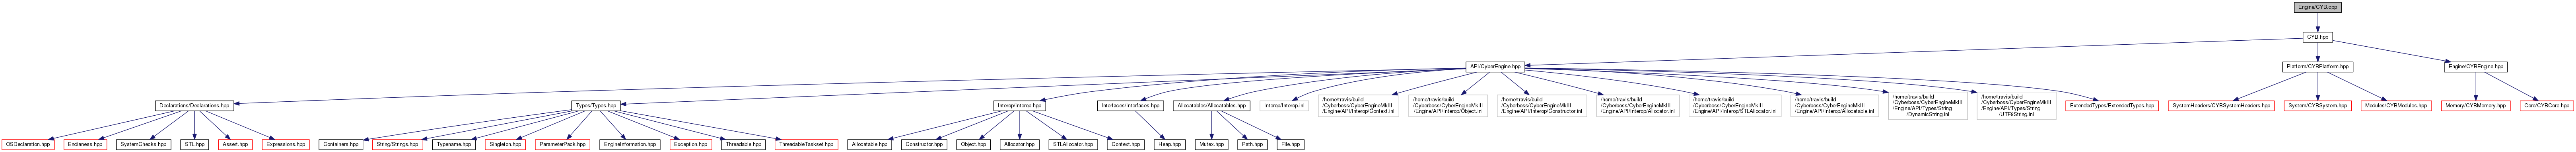 Engine/CYB.cpp
CYB.hpp
API/CyberEngine.hpp
Platform/CYBPlatform.hpp
Engine/CYBEngine.hpp
Declarations/Declarations.hpp
Types/Types.hpp
Interop/Interop.hpp
Interfaces/Interfaces.hpp
Allocatables/Allocatables.hpp
Interop/Interop.inl
/home/travis/build
/Cyberboss/CyberEngineMkIII
/Engine/API/Interop/Context.inl
/home/travis/build
/Cyberboss/CyberEngineMkIII
/Engine/API/Interop/Object.inl
/home/travis/build
/Cyberboss/CyberEngineMkIII
/Engine/API/Interop/Constructor.inl
/home/travis/build
/Cyberboss/CyberEngineMkIII
/Engine/API/Interop/Allocator.inl
/home/travis/build
/Cyberboss/CyberEngineMkIII
/Engine/API/Interop/STLAllocator.inl
/home/travis/build
/Cyberboss/CyberEngineMkIII
/Engine/API/Interop/Allocatable.inl
/home/travis/build
/Cyberboss/CyberEngineMkIII
/Engine/API/Types/String
/DynamicString.inl
/home/travis/build
/Cyberboss/CyberEngineMkIII
/Engine/API/Types/String
/UTF8String.inl
ExtendedTypes/ExtendedTypes.hpp
SystemHeaders/CYBSystemHeaders.hpp
System/CYBSystem.hpp
Modules/CYBModules.hpp
Memory/CYBMemory.hpp
Core/CYBCore.hpp
OSDeclaration.hpp
Endianess.hpp
SystemChecks.hpp
STL.hpp
Assert.hpp
Expressions.hpp
Containers.hpp
String/Strings.hpp
Typename.hpp
Singleton.hpp
ParameterPack.hpp
EngineInformation.hpp
Exception.hpp
Threadable.hpp
ThreadableTaskset.hpp
Allocatable.hpp
Constructor.hpp
Object.hpp
Allocator.hpp
STLAllocator.hpp
Context.hpp
Heap.hpp
Mutex.hpp
Path.hpp
File.hpp